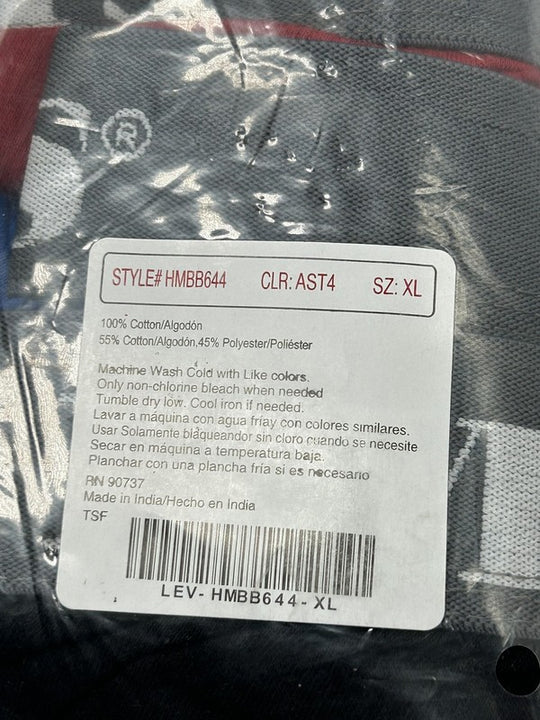 ®
STYLE# HMBB644 CLR: AST4 SZ: XL
100% Cotton/Algodón
55% Cotton/Algodón,45% Polyester/Poliéster
Machine Wash Cold with Like colors.
Only non-chlorine bleach when needed
Tumble dry low. Cool iron if needed.
Lavar a máquina con agua fríay con colores similares.
Usar Solamente blaqueandor sin cloro cuando se necesite
Secar en máquina a temperatura baja.
Planchar con una plancha fria si es necesario
RN 90737
Made in India/Hecho en India
TSF
LEV- HMBB644 - XL